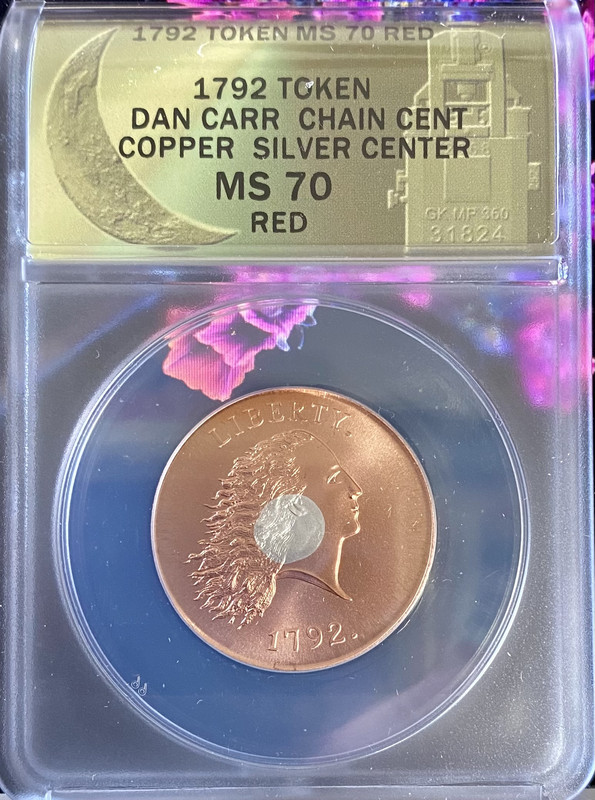 1792 TOKEN MS 70 RED
1792 TOKEN
DAN CARR CHAIN CENT
COPPER SILVER CENTER
MS 70
RED
GK MP 360
31824
LIBERTY.
1792.